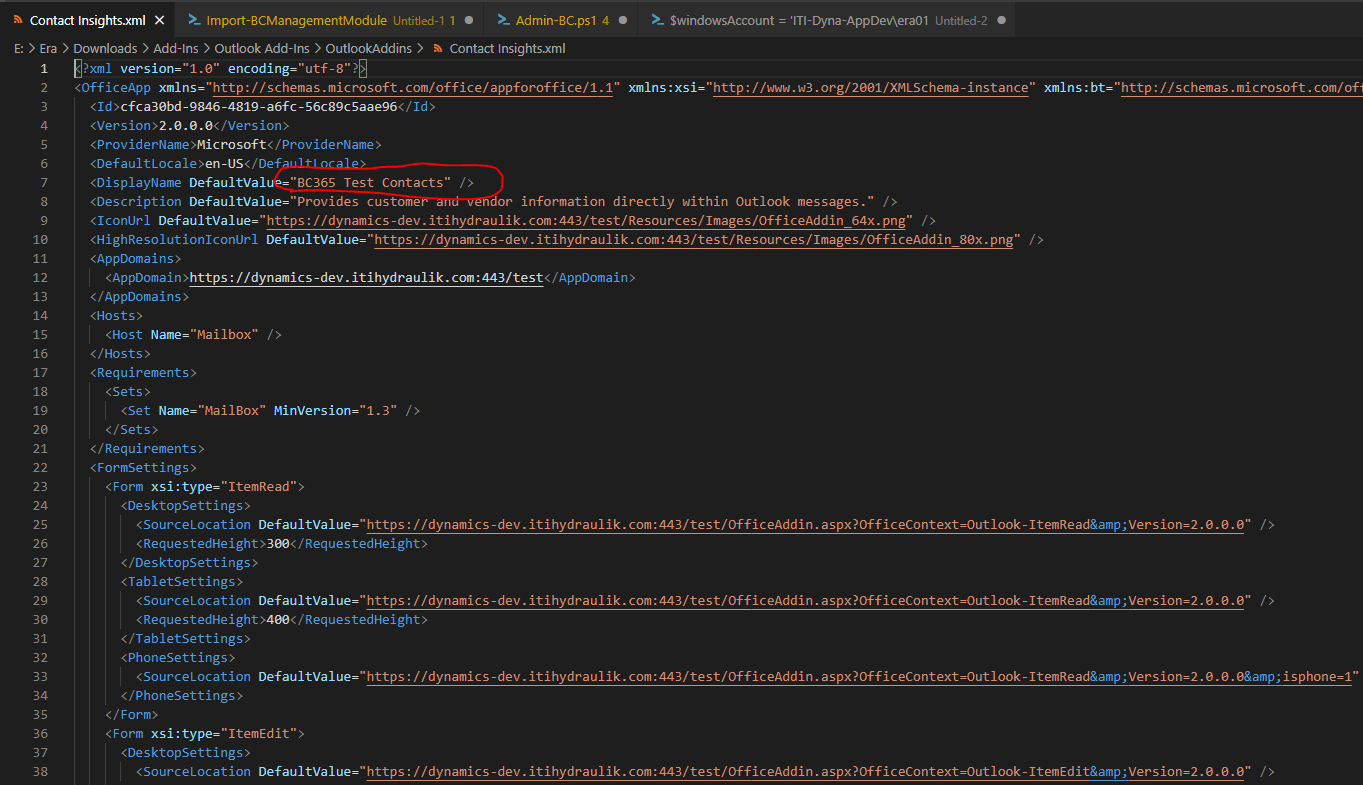 Contact Insights.xml Import-BCManagementModule Untitled-1 1 Admin-BC.ps1 4 $windowsAccount = 'ITI-Dyna-AppDev\era01 Untitled-2
E: > Era > Downloads > Add-Ins > Outlook Add-Ins > OutlookAddins > Contact Insights.xml
1 <?xml version="1.0" encoding="utf-8"?>
2 <OfficeApp xmlns="http://schemas.microsoft.com/office/appforoffice/1.1" xmlns:xsi="http://www.w3.org/2001/XMLSchema-instance" xmlns:bt="http://schemas.microsoft.com/of
3 <Id>cfca30bd-9846-4819-a6fc-56c89c5aae96</Id>
4 <Version>2.0.0.0</Version>
5 <ProviderName>Microsoft</ProviderName>
6 <DefaultLocale>en-US</DefaultLocale>
7 <DisplayName DefaultValue="BC365 Test Contacts" />
8 <Description DefaultValue="Provides customer and vendor information directly within Outlook messages." />
9 <IconUrl DefaultValue="https://dynamics-dev.itihydraulik.com:443/test/Resources/Images/OfficeAddin_64x.png" />
10 <HighResolutionIconUrl DefaultValue="https://dynamics-dev.itihydraulik.com:443/test/Resources/Images/OfficeAddin_80x.png" />
11 <AppDomains>
12 <AppDomain>https://dynamics-dev.itihydraulik.com:443/test</AppDomain>
13 </AppDomains>
14 <Hosts>
15 <Host Name="Mailbox" />
16 </Hosts>
17 <Requirements>
18 <Sets>
19 <Set Name="MailBox" MinVersion="1.3" />
20 </Sets>
21 </Requirements>
22 <FormSettings>
23 <Form xsi:type="ItemRead">
24 <DesktopSettings>
25 <SourceLocation DefaultValue="https://dynamics-dev.itihydraulik.com:443/test/OfficeAddin.aspx?OfficeContext=Outlook-ItemRead&amp;Version=2.0.0.0" />
26 <RequestedHeight>300</RequestedHeight>
27 </DesktopSettings>
28 <TabletSettings>
29 <SourceLocation DefaultValue="https://dynamics-dev.itihydraulik.com:443/test/OfficeAddin.aspx?OfficeContext=Outlook-ItemRead&amp;Version=2.0.0.0" />
30 <RequestedHeight>400</RequestedHeight>
31 </TabletSettings>
32 <PhoneSettings>
33 <SourceLocation DefaultValue="https://dynamics-dev.itihydraulik.com:443/test/OfficeAddin.aspx?OfficeContext=Outlook-ItemRead&amp;Version=2.0.0.0&amp;isphone=1"
34 </PhoneSettings>
35 </Form>
36 <Form xsi:type="ItemEdit">
37 <DesktopSettings>
38 <SourceLocation DefaultValue="https://dynamics-dev.itihydraulik.com:443/test/OfficeAddin.aspx?OfficeContext=Outlook-ItemEdit&amp;Version=2.0.0.0" />